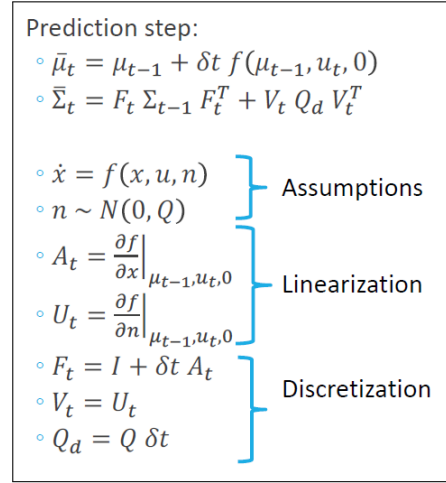 Prediction step:
◦ μ̄_t = μ_{t−1} + δt f(μ_{t−1}, u_t, 0)
◦ Σ̄_t = F_t Σ_{t−1} F_t^T + V_t Q_d V_t^T
◦ ẋ = f(x, u, n)
◦ n ~ N(0, Q)
Assumptions
◦ A_t = ∂f/∂x|_{μ_{t−1},u_t,0}
◦ U_t = ∂f/∂n|_{μ_{t−1},u_t,0}
Linearization
◦ F_t = I + δt A_t
◦ V_t = U_t
◦ Q_d = Q δt
Discretization